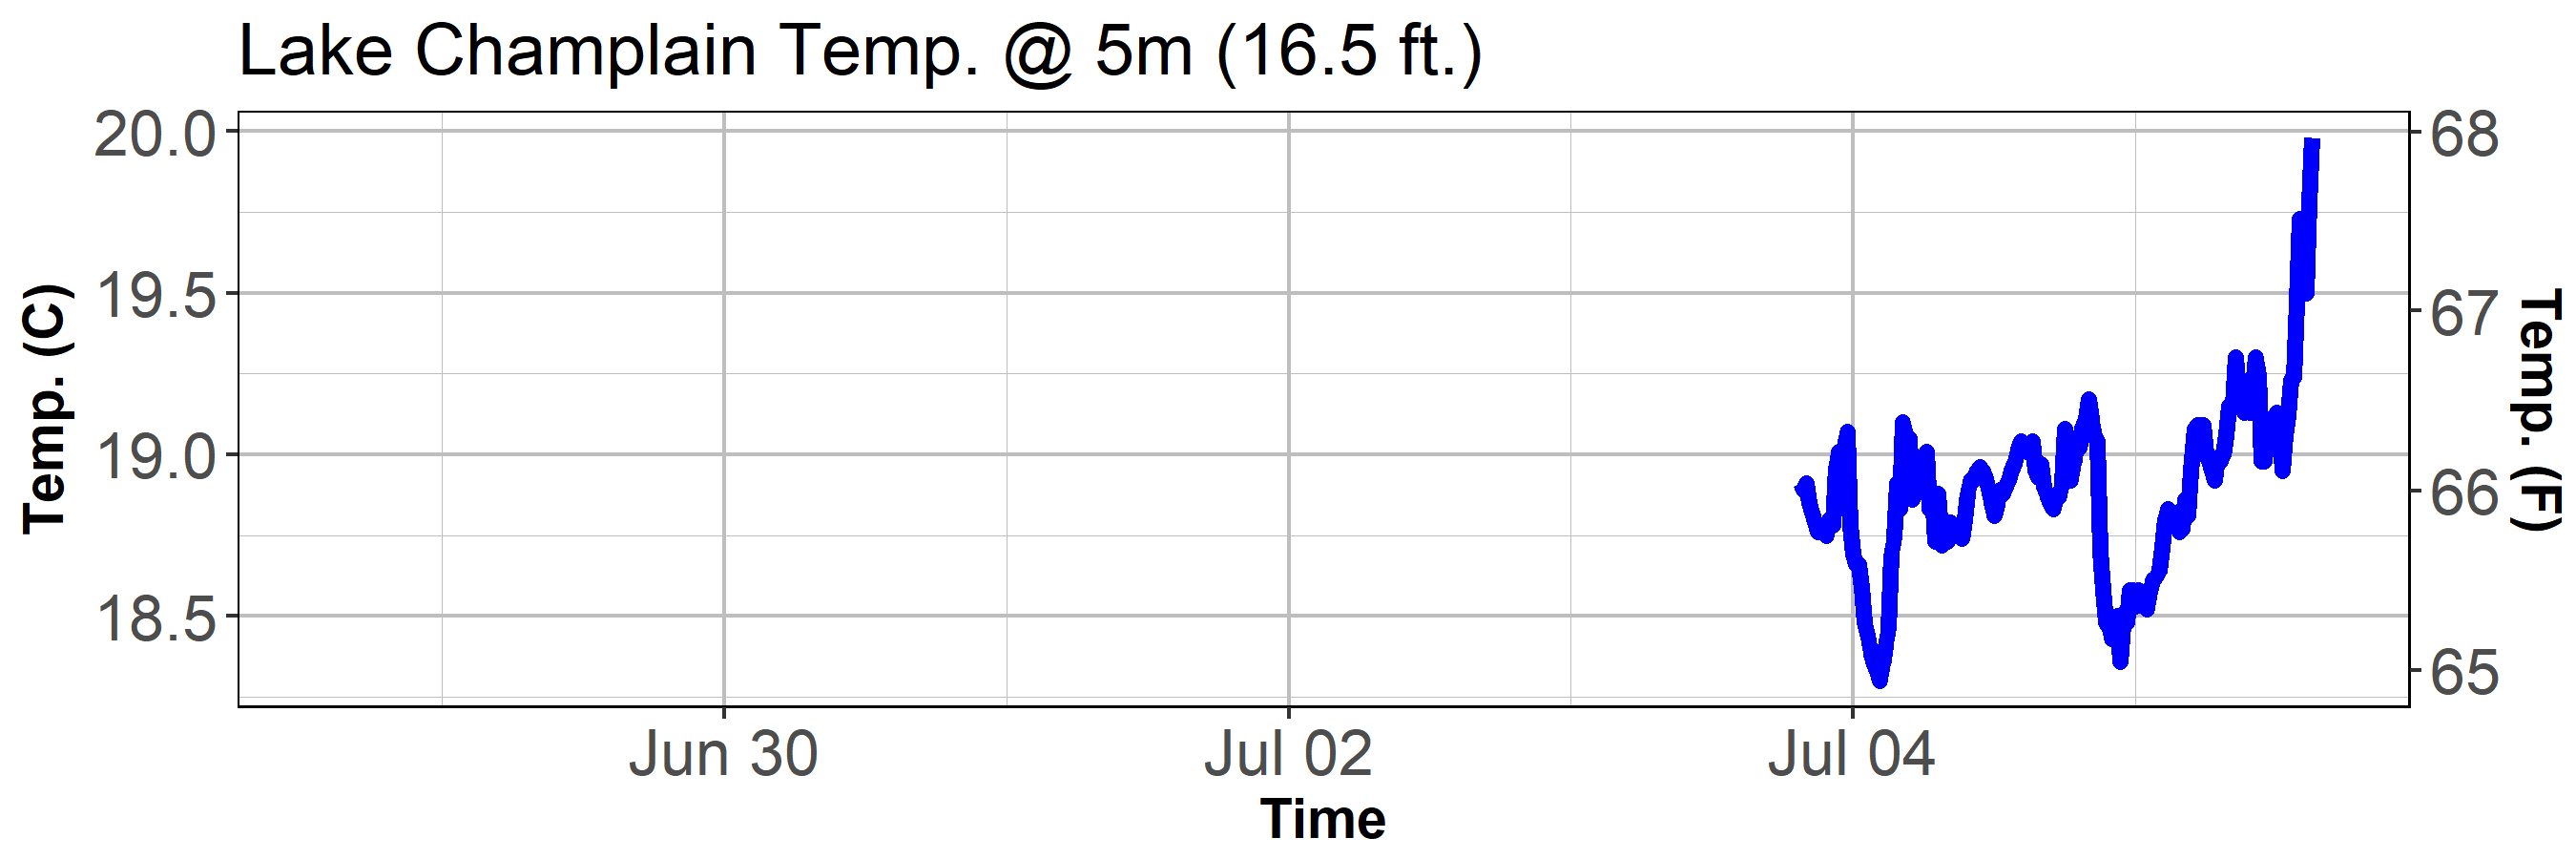 Lake Champlain Temp. @ 5m (16.5 ft.)
20.0
19.5
19.0
18.5
Temp. (C)
68
67
66
65
Temp. (F)
Jun 30
Jul 02
Jul 04
Time